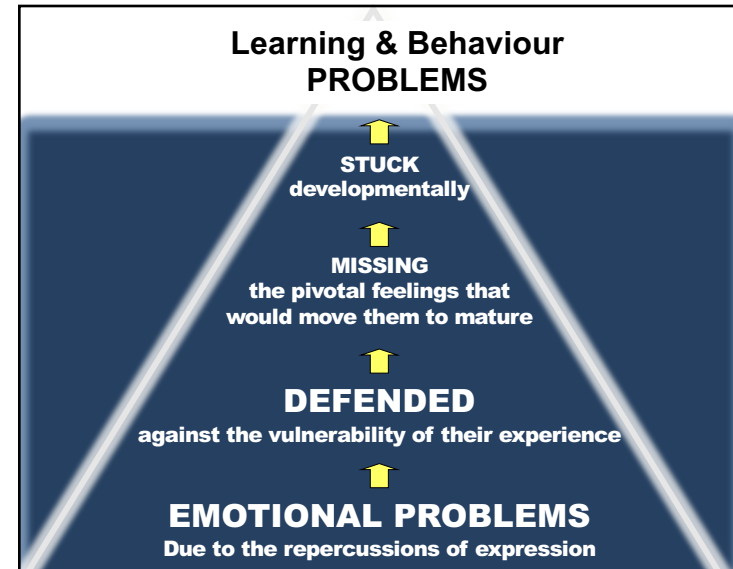 Learning & Behaviour
PROBLEMS
STUCK
developmentally
MISSING
the pivotal feelings that
would move them to mature
DEFENDED
against the vulnerability of their experience
EMOTIONAL PROBLEMS
Due to the repercussions of expression